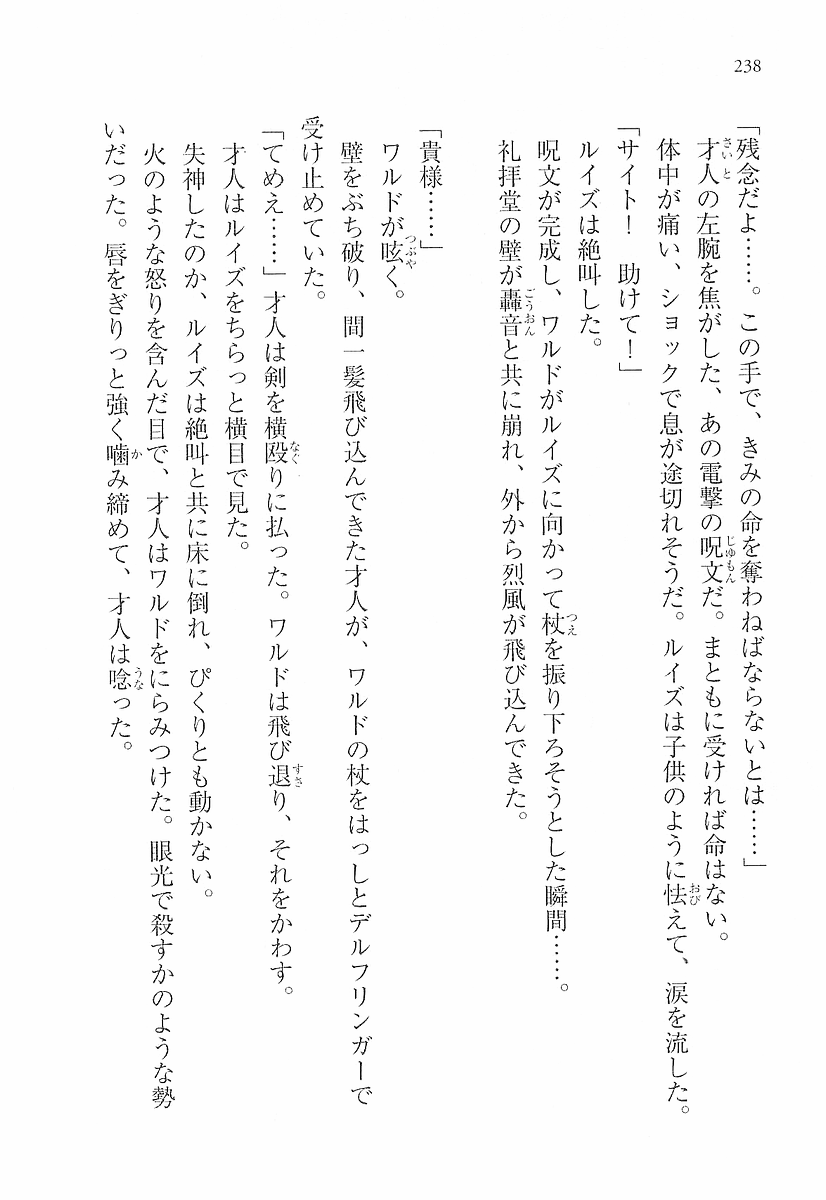 238
「残念だよ……。この手で、きみの命を奪わねばならないとは……」
才人の左腕を焦がした、あの電撃の呪文だ。まともに受ければ命はない。
体中が痛い、ショックで息が途切れそうだ。ルイズは子供のように怯えて、涙を流した。
「サイト！　助けて！」
ルイズは絶叫した。
呪文が完成し、ワルドがルイズに向かって杖を振り下ろそうとした瞬間……。
礼拝堂の壁が轟音と共に崩れ、外から烈風が飛び込んできた。
「貴様……」
ワルドが呟く。
壁をぶち破り、間一髪飛び込んできた才人が、ワルドの杖をはっしとデルフリンガーで
受け止めていた。
「てめえ……」才人は剣を横殴りに払った。ワルドは飛び退り、それをかわす。
才人はルイズをちらっと横目で見た。
失神したのか、ルイズは絶叫と共に床に倒れ、ぴくりとも動かない。
火のような怒りを含んだ目で、才人はワルドをにらみつけた。眼光で殺すかのような勢
いだった。唇をぎりっと強く噛み締めて、才人は唸った。